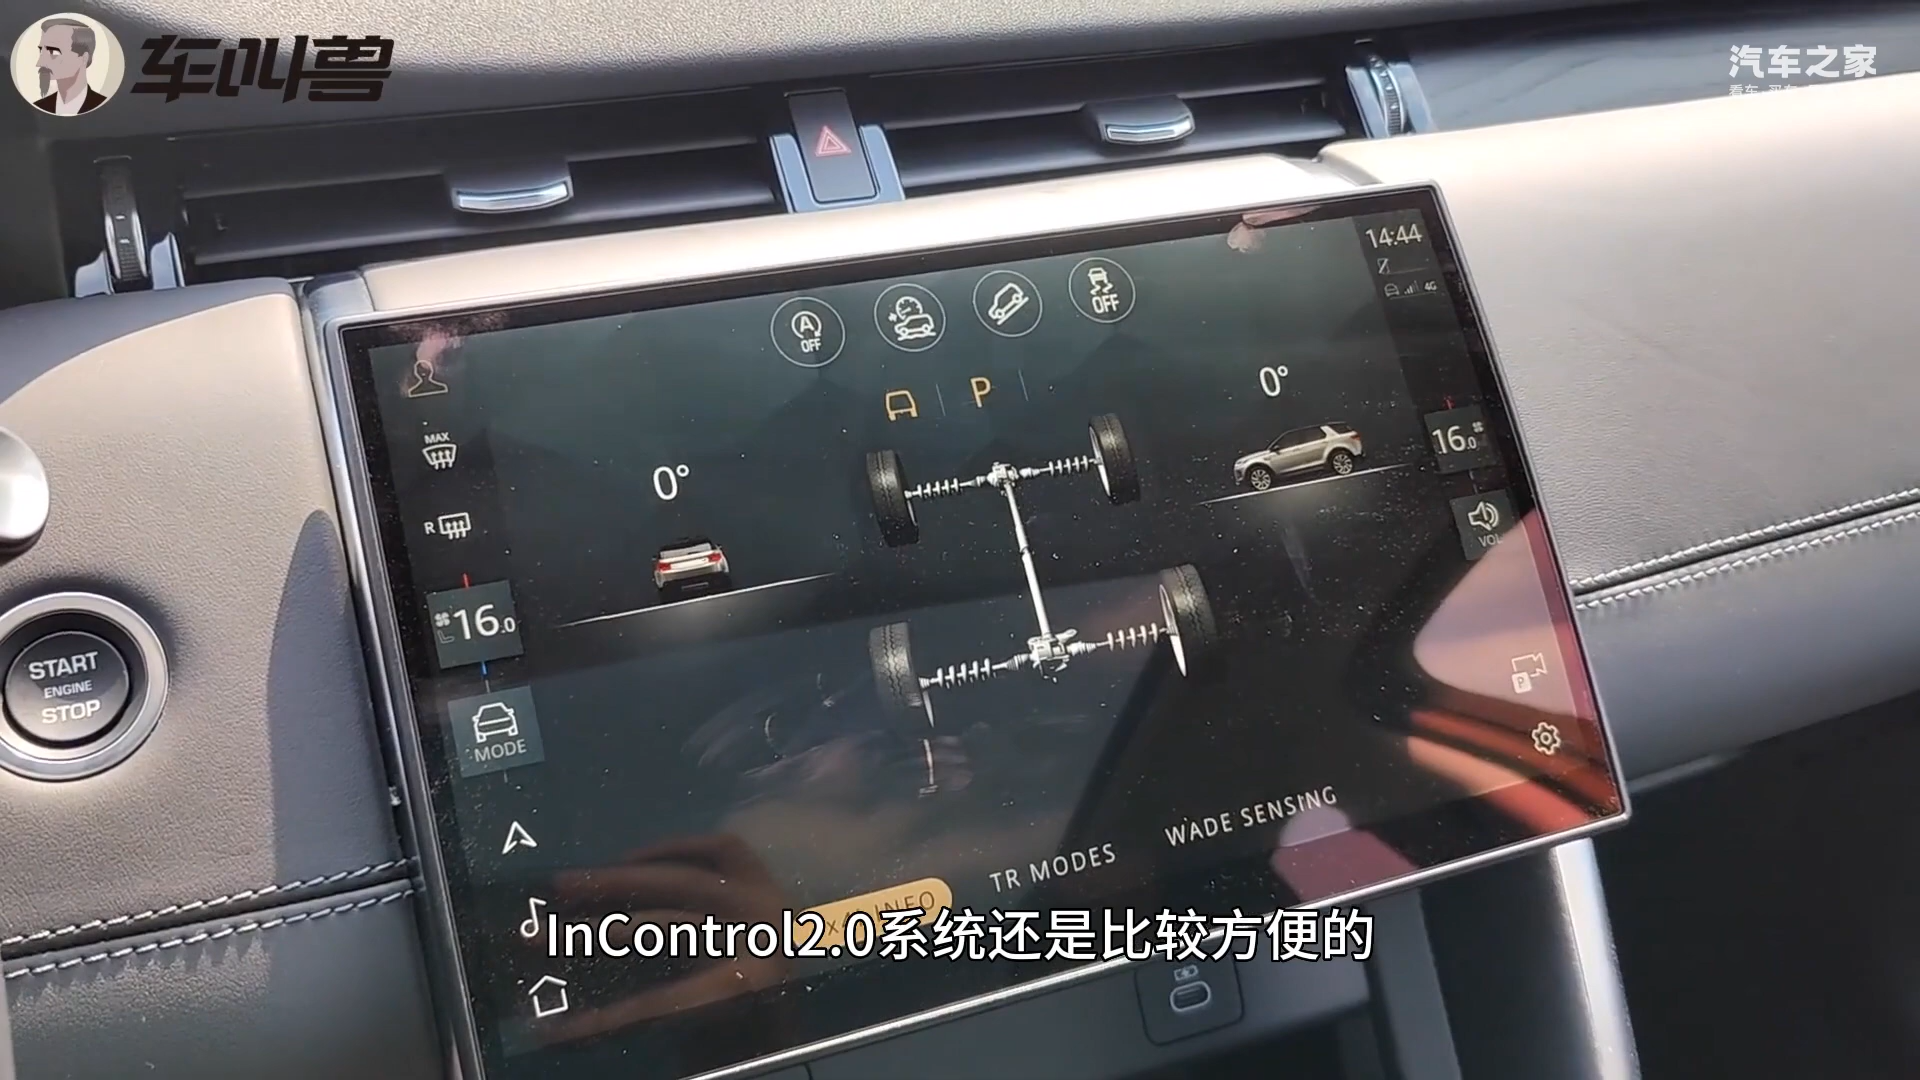 车叫兽
汽车之家
14:44
4G
OFF
OFF
P
0°
0°
MAX
R
16.0
16.0
VOL
START
ENGINE
STOP
MODE
P
WADE SENSING
TR MODES
INFO
InControl2.0系统还是比较方便的